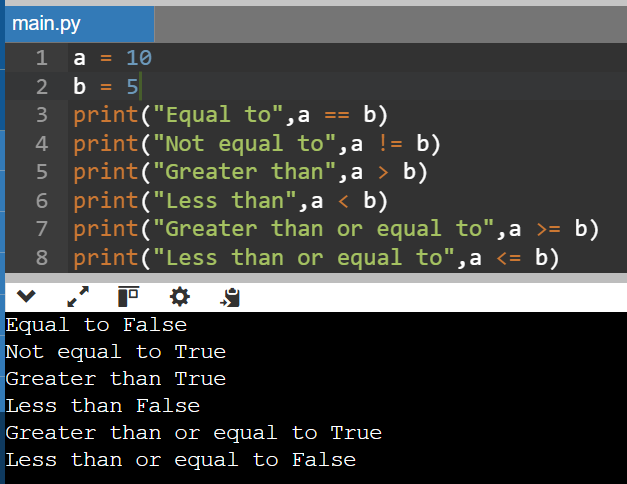 main.py
1 a = 10
2 b = 5
3 print("Equal to",a == b)
4 print("Not equal to",a != b)
5 print("Greater than",a > b)
6 print("Less than",a < b)
7 print("Greater than or equal to",a >= b)
8 print("Less than or equal to",a <= b)
Equal to False
Not equal to True
Greater than True
Less than False
Greater than or equal to True
Less than or equal to False